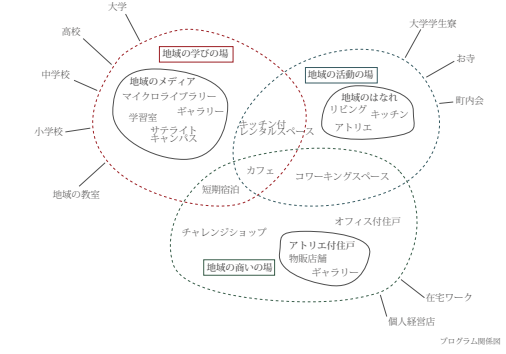 大学
高校
中学校
小学校
地域の教室
地域の学びの場
地域のメディア
マイクロライブラリー
ギャラリー
学習室
サテライト
キャンパス
大学学生寮
お寺
町内会
地域の活動の場
地域のはなれ
リビング
キッチン
アトリエ
キッチン付
レンタルスペース
カフェ
短期宿泊
コワーキングスペース
チャレンジショップ
オフィス付住戸
アトリエ付住戸
物販店舗
ギャラリー
地域の商いの場
在宅ワーク
個人経営店
プログラム関係図